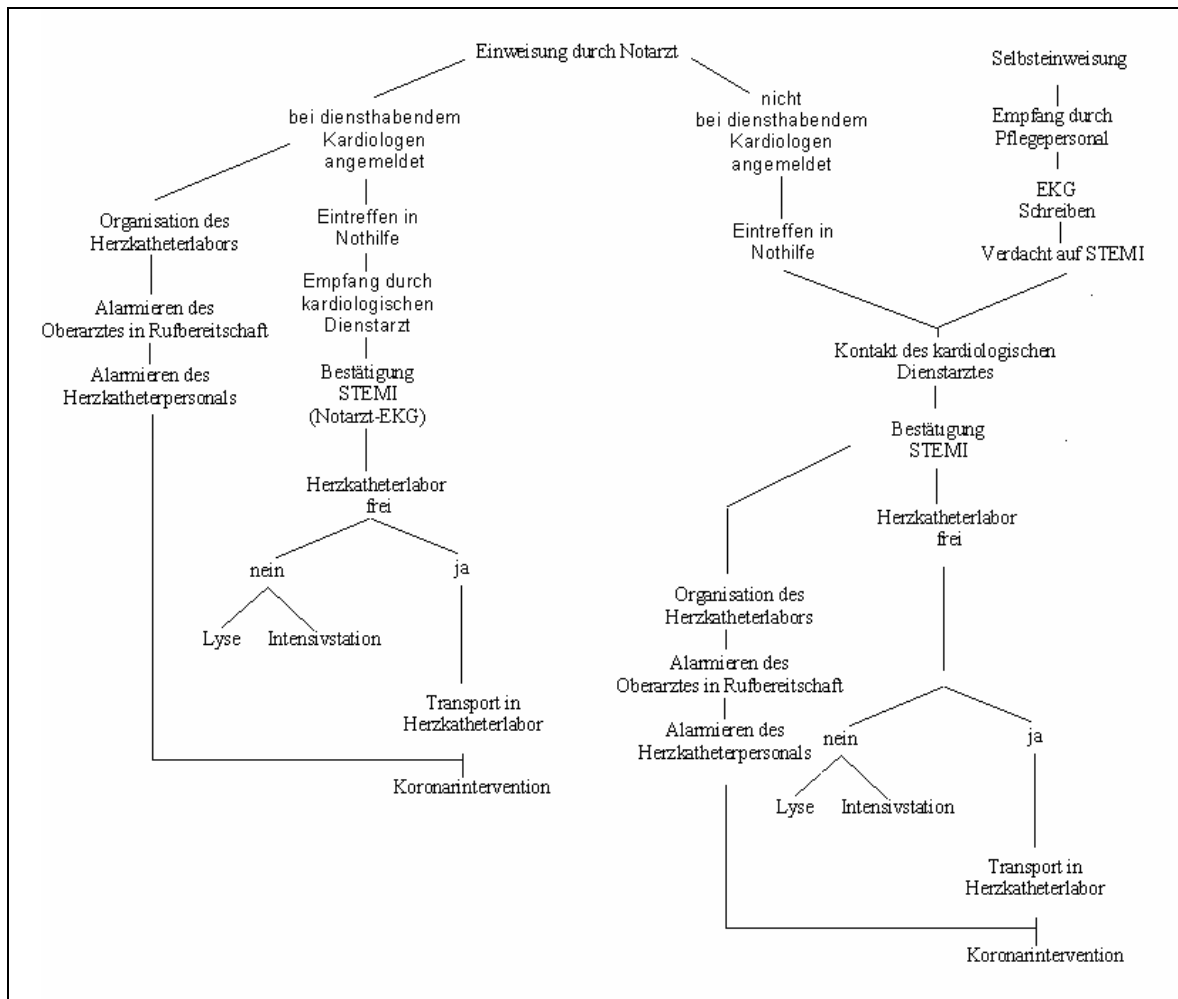 Einweisung durch Notarzt
bei diensthabendem
Kardiologen
angemeldet
Organisation des
Herzkatheterlabors
Alarmieren des
Oberarztes in Rufbereitschaft
Alarmieren des
Herzkatheterpersonals
Eintreffen in
Nothilfe
Empfang durch
kardiologischen
Dienstarzt
Bestätigung
STEMI
(Notarzt-EKG)
Herzkatheterlabor
frei
nein
ja
Lyse
Intensivstation
Transport in
Herzkatheterlabor
Koronarintervention
nicht
bei diensthabendem
Kardiologen
angemeldet
Eintreffen in
Nothilfe
Selbsteinweisung
Empfang durch
Pflegepersonal
EKG
Schreiben
Verdacht auf STEMI
Kontakt des kardiologischen
Dienstarztes
Bestätigung
STEMI
Organisation des
Herzkatheterlabors
Alarmieren des
Oberarztes in Rufbereitschaft
Alarmieren des
Herzkatheterpersonals
Herzkatheterlabor
frei
nein
ja
Lyse
Intensivstation
Transport in
Herzkatheterlabor
Koronarintervention